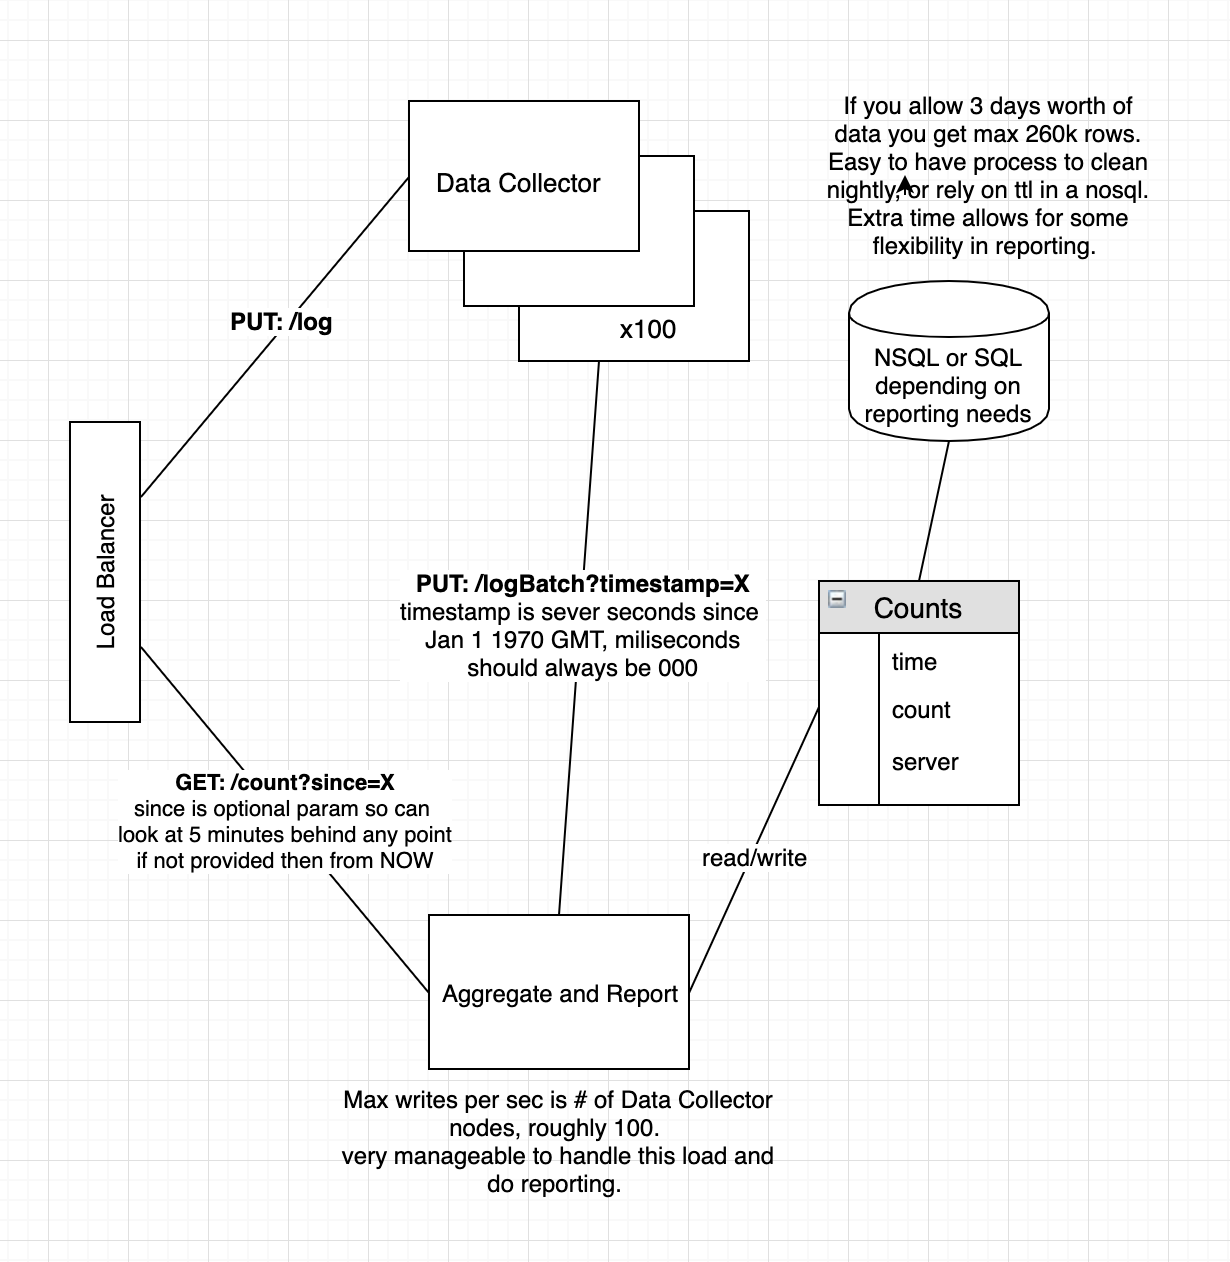 If you allow 3 days worth of
data you get max 260k rows.
Easy to have process to clean
nightly, or rely on ttl in a nosql.
Extra time allows for some
flexibility in reporting.
Data Collector
x100
PUT: /log
NSQL or SQL
depending on
reporting needs
Load Balancer
PUT: /logBatch?timestamp=X
timestamp is sever seconds since
Jan 1 1970 GMT, miliseconds
should always be 000
Counts
time
count
server
GET: /count?since=X
since is optional param so can
look at 5 minutes behind any point
if not provided then from NOW
read/write
Aggregate and Report
Max writes per sec is # of Data Collector
nodes, roughly 100.
very manageable to handle this load and
do reporting.